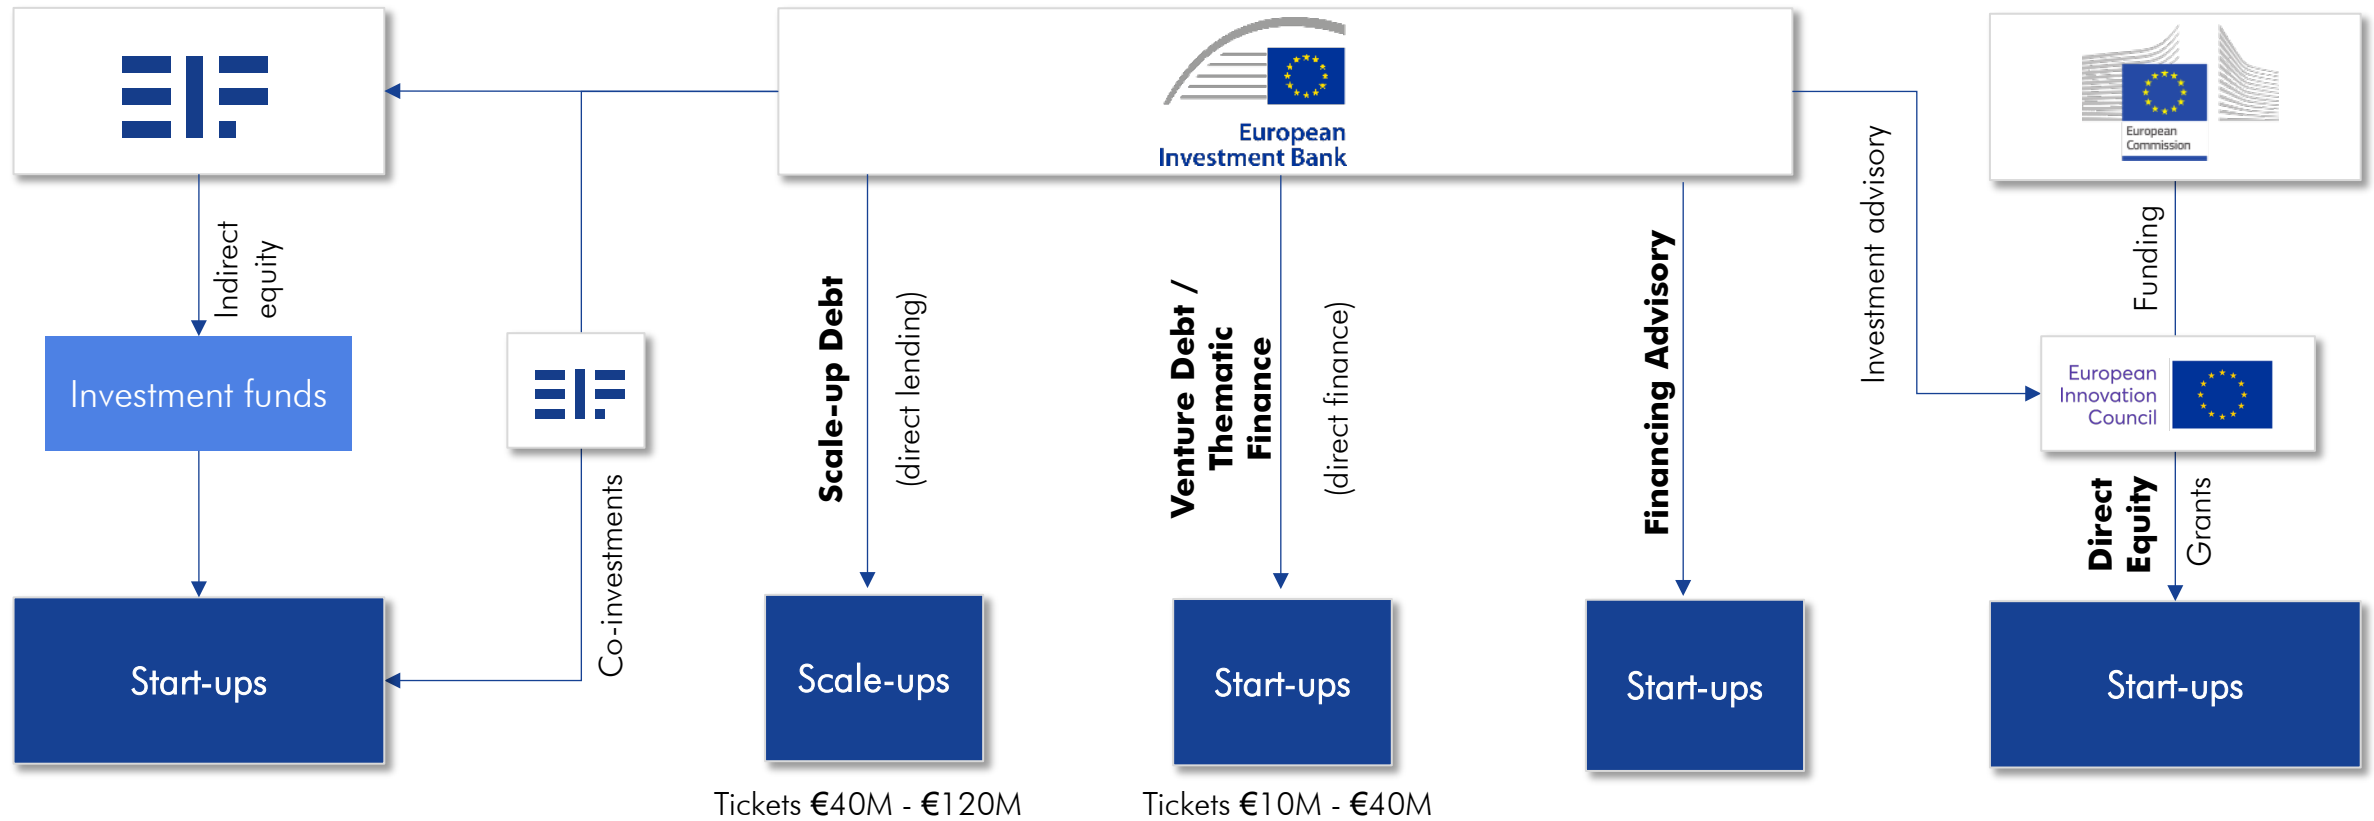 EIF
European
Investment Bank
European
Commission
Indirect
equity
Investment funds
Start-ups
EIF
Co-investments
Scale-up Debt
(direct lending)
Scale-ups
Tickets €40M - €120M
Venture Debt /
Thematic
Finance
(direct finance)
Start-ups
Tickets €10M - €40M
Financing Advisory
Start-ups
Investment advisory
Funding
European
Innovation
Council
Direct
Equity
Grants
Start-ups